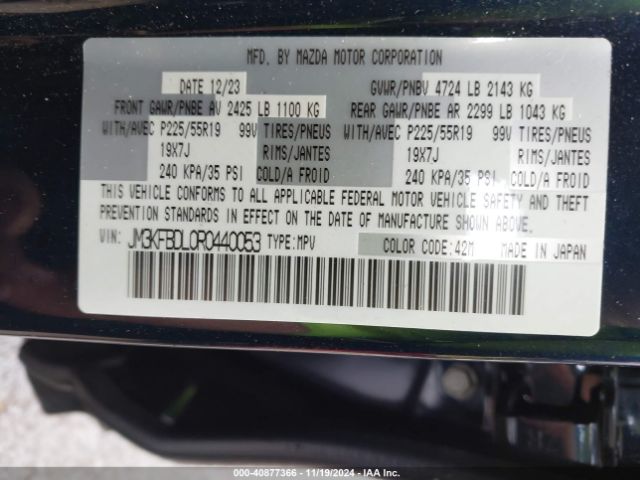 MFD. BY MAZDA MOTOR CORPORATION
DATE 12/23 GVWR/PNBV 4724 LB 2143 KG
FRONT GAWR/PNBE AV 2425 LB 1100 KG REAR GAWR/PNBE AR 2299 LB 1043 KG
WITH/AVEC P225/55R19 99V TIRES/PNEUS WITH/AVEC P225/55R19 99V TIRES/PNEUS
19X7J RIMS/JANTES 19X7J RIMS/JANTES
240 KPA/35 PSI COLD/A FROID 240 KPA/35 PSI COLD/A FROID
THIS VEHICLE CONFORMS TO ALL APPLICABLE FEDERAL MOTOR VEHICLE SAFETY AND THEFT
PREVENTION STANDARDS IN EFFECT ON THE DATE OF MANUFACTURE SHOWN ABOVE.
VIN: JM3KFBDL0R0440053 TYPE:MPV COLOR CODE:42M MADE IN JAPAN
000-40877366 - 11/19/2024 - IAA Inc.